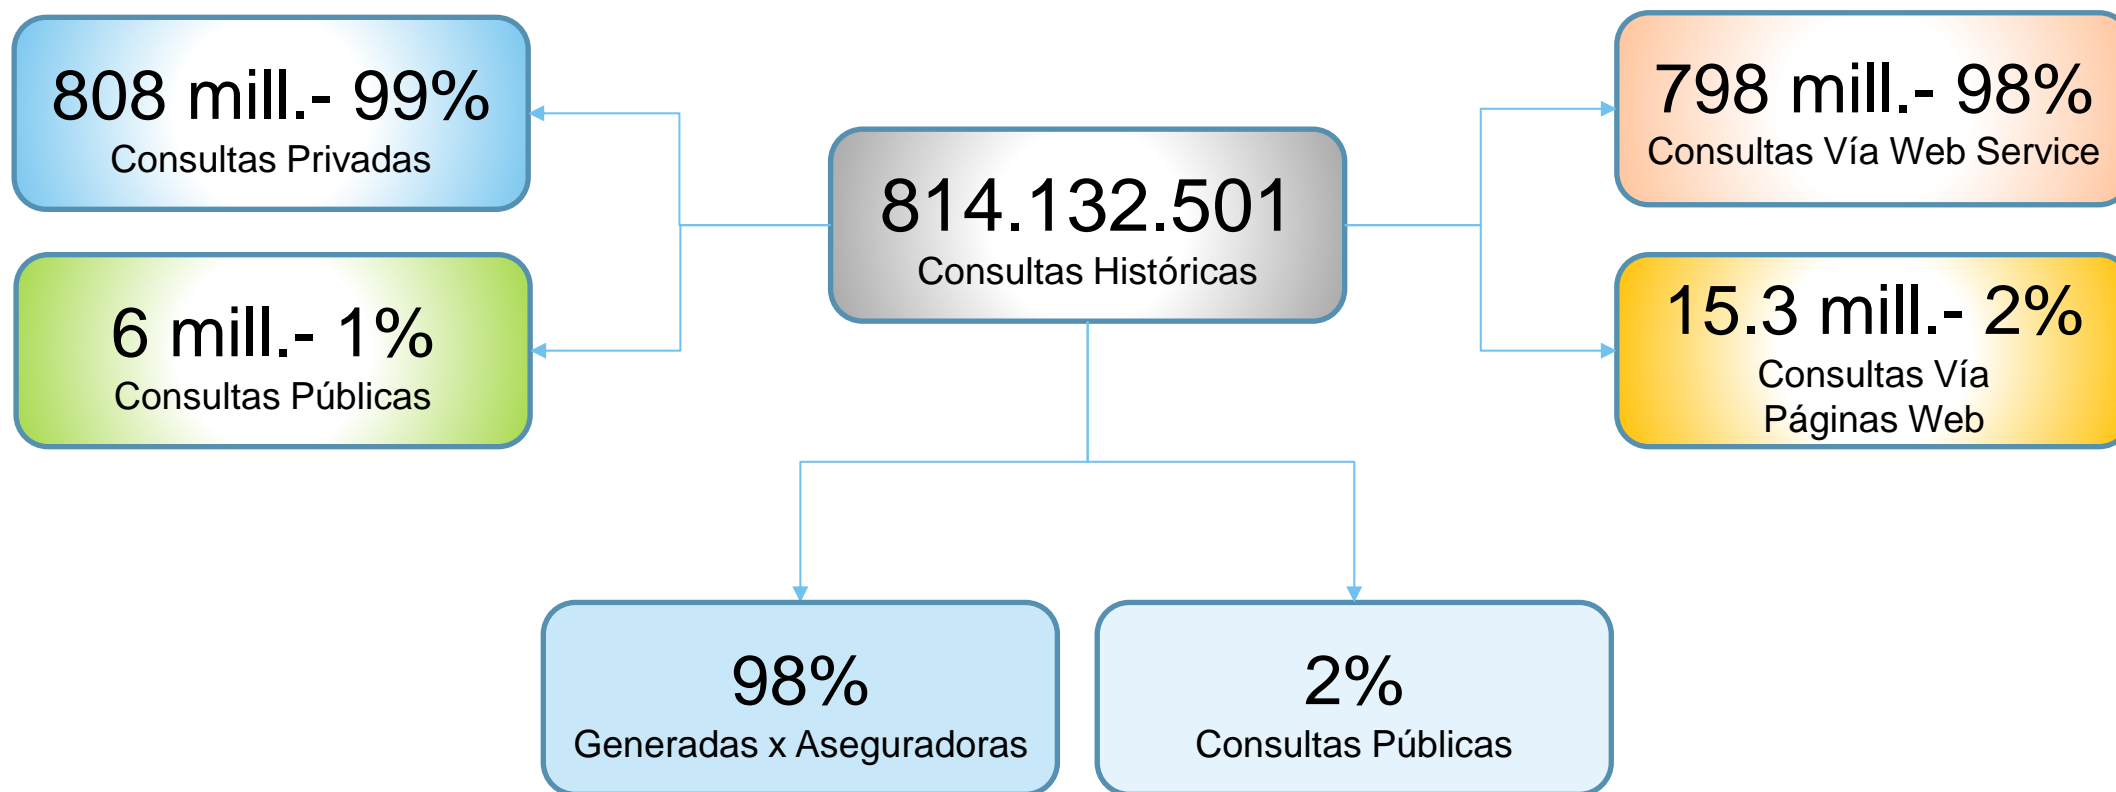 808 mill.- 99%
Consultas Privadas
6 mill.- 1%
Consultas Públicas
814.132.501
Consultas Históricas
798 mill.- 98%
Consultas Vía Web Service
15.3 mill.- 2%
Consultas Vía
Páginas Web
98%
Generadas x Aseguradoras
2%
Consultas Públicas